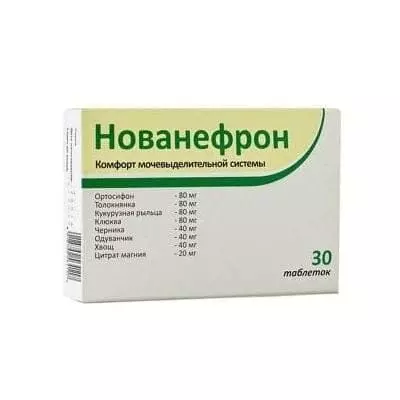 Нованефрон
Комфорт мочевыделительной системы
Ортосифон - 80 мг
Толокнянка - 80 мг
Кукурузная рыльца - 80 мг
Клюква - 80 мг
Черника - 40 мг
Одуванчик - 40 мг
Хвощ - 40 мг
Цитрат магния - 20 мг
30
таблеток